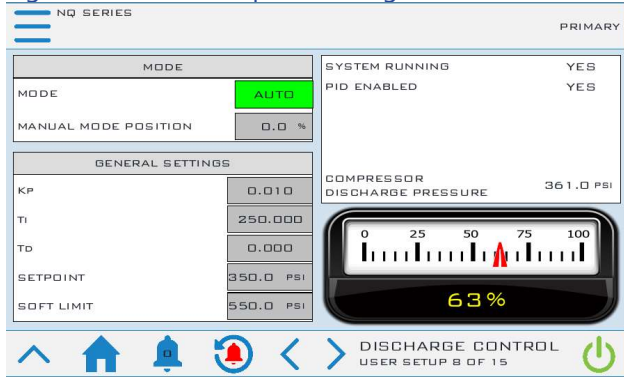 NQ SERIES
PRIMARY
MODE
MODE AUTO
MANUAL MODE POSITION 0.0 %
GENERAL SETTINGS
KP 0.010
TI 250.000
TD 0.000
SETPOINT 350.0 PSI
SOFT LIMIT 550.0 PSI
SYSTEM RUNNING YES
PID ENABLED YES
COMPRESSOR
DISCHARGE PRESSURE 361.0 PSI
0 25 50 75 100
63%
0
DISCHARGE CONTROL
USER SETUP 8 OF 15